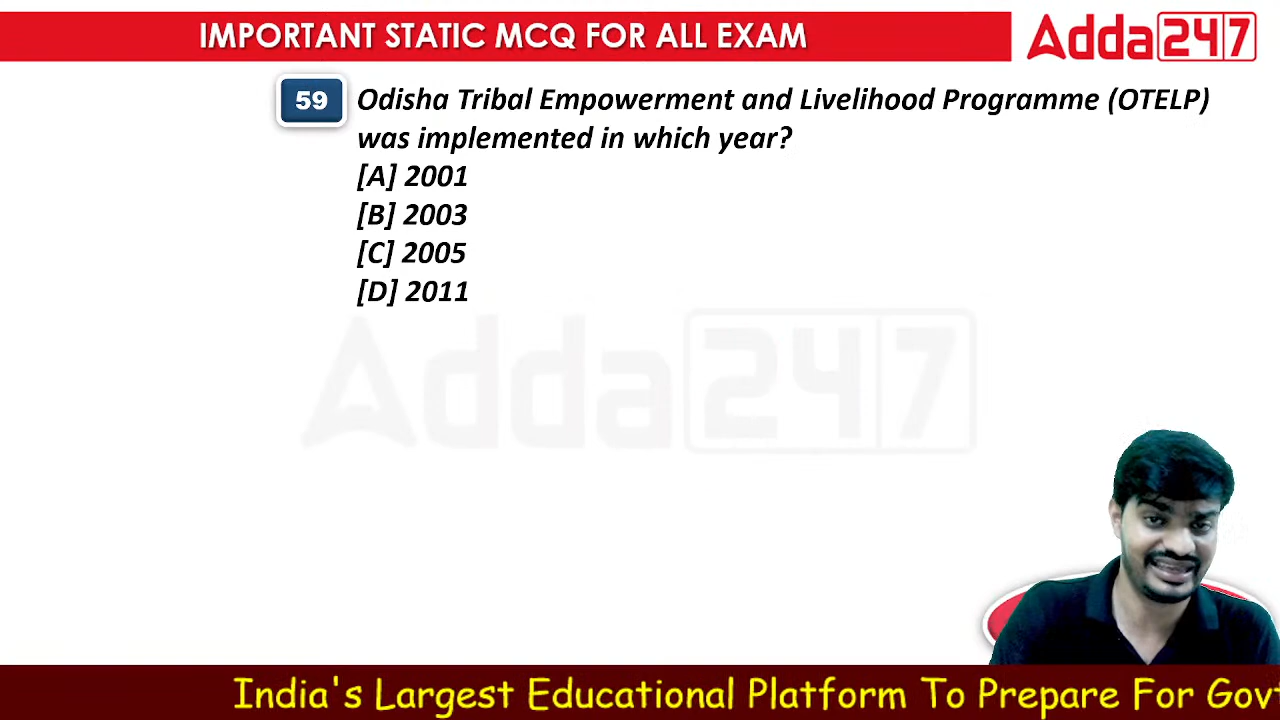 IMPORTANT STATIC MCQ FOR ALL EXAM
Adda247
59
Odisha Tribal Empowerment and Livelihood Programme (OTELP)
was implemented in which year?
[A] 2001
[B] 2003
[C] 2005
[D] 2011
Adda247
India's Largest Educational Platform To Prepare For Govt